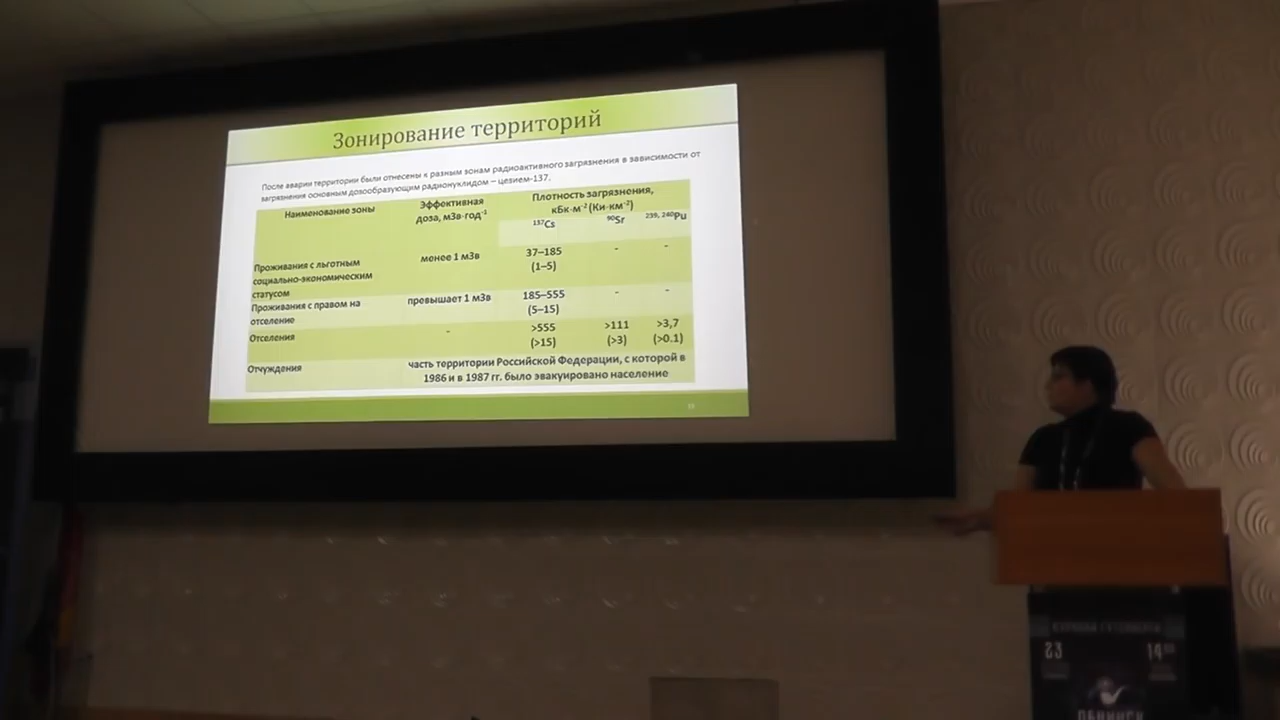 Зонирование территорий
После аварии территории были отнесены к разным зонам радиоактивного загрязнения в зависимости от
загрязнения основным дозообразующим радионуклидом – цезием-137.
Наименование зоны
Эффективная
доза, мЗв·год⁻¹
Плотность загрязнения,
кБк·м⁻² (Ки·км⁻²)
¹³⁷Cs
⁹⁰Sr
²³⁹, ²⁴⁰Pu
Проживания с льготным
социально-экономическим
статусом
менее 1 мЗв
37–185
(1–5)
-
-
Проживания с правом на
отселение
превышает 1 мЗв
185–555
(5–15)
-
-
Отселения
-
>555
(>15)
>111
(>3)
>3,7
(>0.1)
Отчуждения
часть территории Российской Федерации, с которой в
1986 и в 1987 гг. было эвакуировано население
23
14
ОБНИНСК